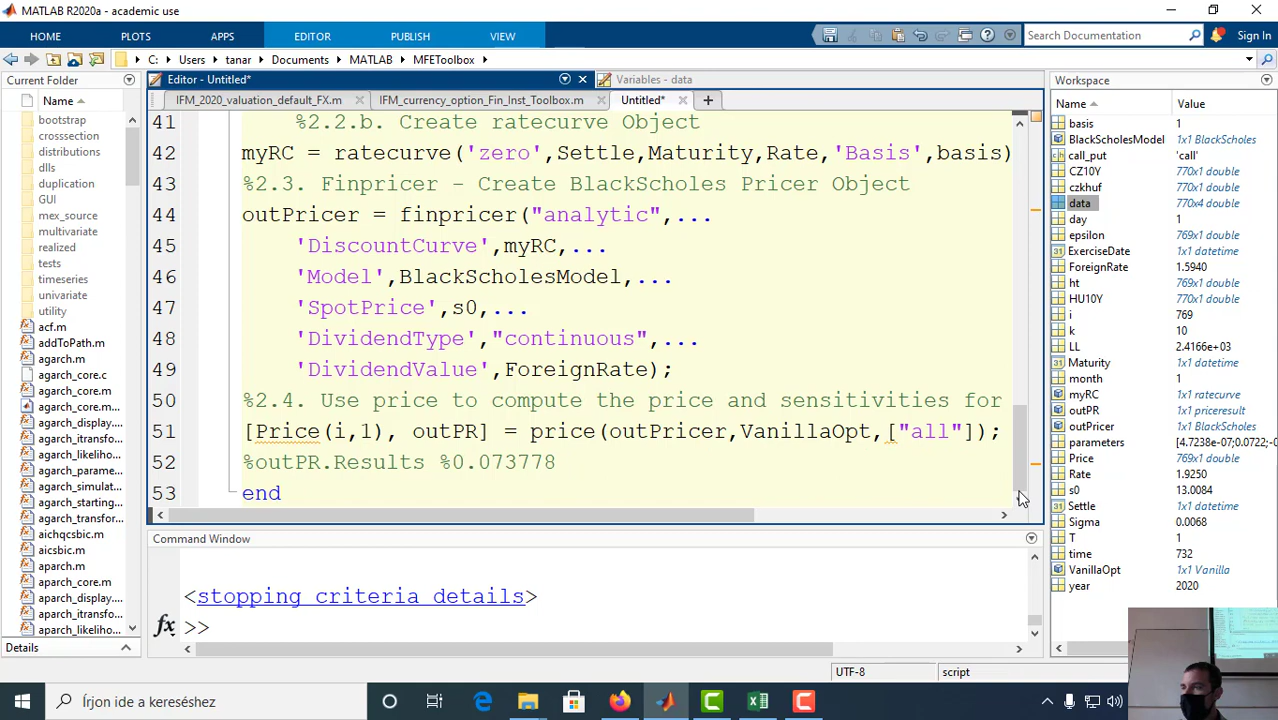 MATLAB R2020a - academic use
HOME PLOTS APPS EDITOR PUBLISH VIEW Search Documentation Sign In
C: Users tanar Documents MATLAB MFEToolbox
Current Folder
Name
bootstrap
crosssection
distributions
dlls
duplication
GUI
mex_source
multivariate
realized
tests
timeseries
univariate
utility
acf.m
addToPath.m
agarch.m
agarch_core.c
agarch_core.m
agarch_core.m...
agarch_display...
agarch_itransfo...
agarch_likeliho...
agarch_parame...
agarch_simulat...
agarch_starting...
agarch_transfor...
aichqcsbic.m
aicsbic.m
aparch.m
aparch_core.m
aparch_display...
aparch_itransfo...
aparch_likeliho...
Details
Editor - Untitled* Variables - data
IFM_2020_valuation_default_FX.m IFM_currency_option_Fin_Inst_Toolbox.m Untitled*
41 %2.2.b. Create ratecurve Object
42 myRC = ratecurve('zero',Settle,Maturity,Rate,'Basis',basis)
43 %2.3. Finpricer - Create BlackScholes Pricer Object
44 outPricer = finpricer("analytic",...
45 'DiscountCurve',myRC,...
46 'Model',BlackScholesModel,...
47 'SpotPrice',s0,...
48 'DividendType',"continuous",...
49 'DividendValue',ForeignRate);
50 %2.4. Use price to compute the price and sensitivities for
51 [Price(i,1), outPR] = price(outPricer,VanillaOpt,["all"]);
52 %outPR.Results %0.073778
53 end
Command Window
<stopping criteria details>
fx >>
Workspace
Name Value
basis 1
BlackScholesModel 1x1 BlackScholes
call_put 'call'
CZ10Y 770x1 double
czkhuf 770x1 double
data 770x4 double
day 1
epsilon 769x1 double
ExerciseDate 1x1 datetime
ForeignRate 1.5940
ht 769x1 double
HU10Y 770x1 double
i 769
k 10
LL 2.4166e+03
Maturity 1x1 datetime
month 1
myRC 1x1 ratecurve
outPR 1x1 priceresult
outPricer 1x1 BlackScholes
parameters [4.7238e-07;0.0722;-
Price 769x1 double
Rate 1.9250
s0 13.0084
Settle 1x1 datetime
Sigma 0.0068
T 1
time 732
VanillaOpt 1x1 Vanilla
year 2020
UTF-8 script
Írjon ide a kereséshez